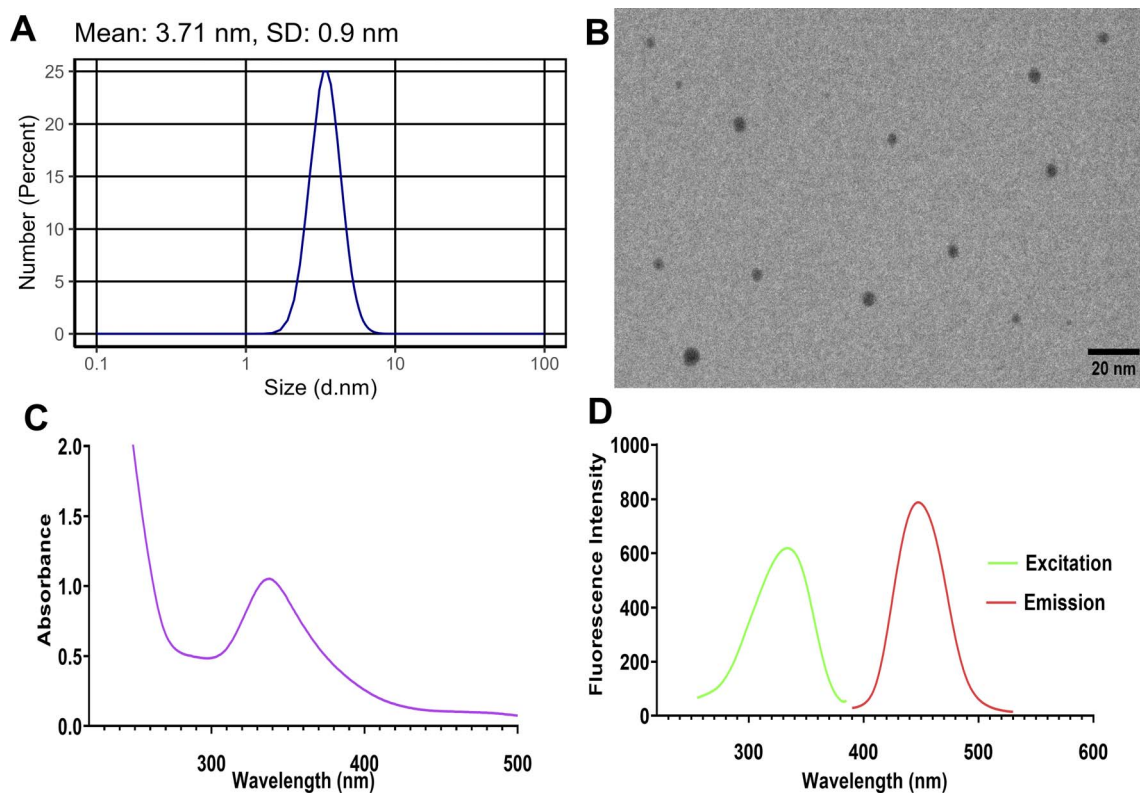 A
Mean: 3.71 nm, SD: 0.9 nm
25
20
15
10
5
0
Number (Percent)
0.1 1 10 100
Size (d.nm)
B
20 nm
C
2.0
1.5
1.0
0.5
0.0
Absorbance
300 400 500
Wavelength (nm)
D
1000
800
600
400
200
0
Fluorescence Intensity
300 400 500 600
Wavelength (nm)
Excitation
Emission